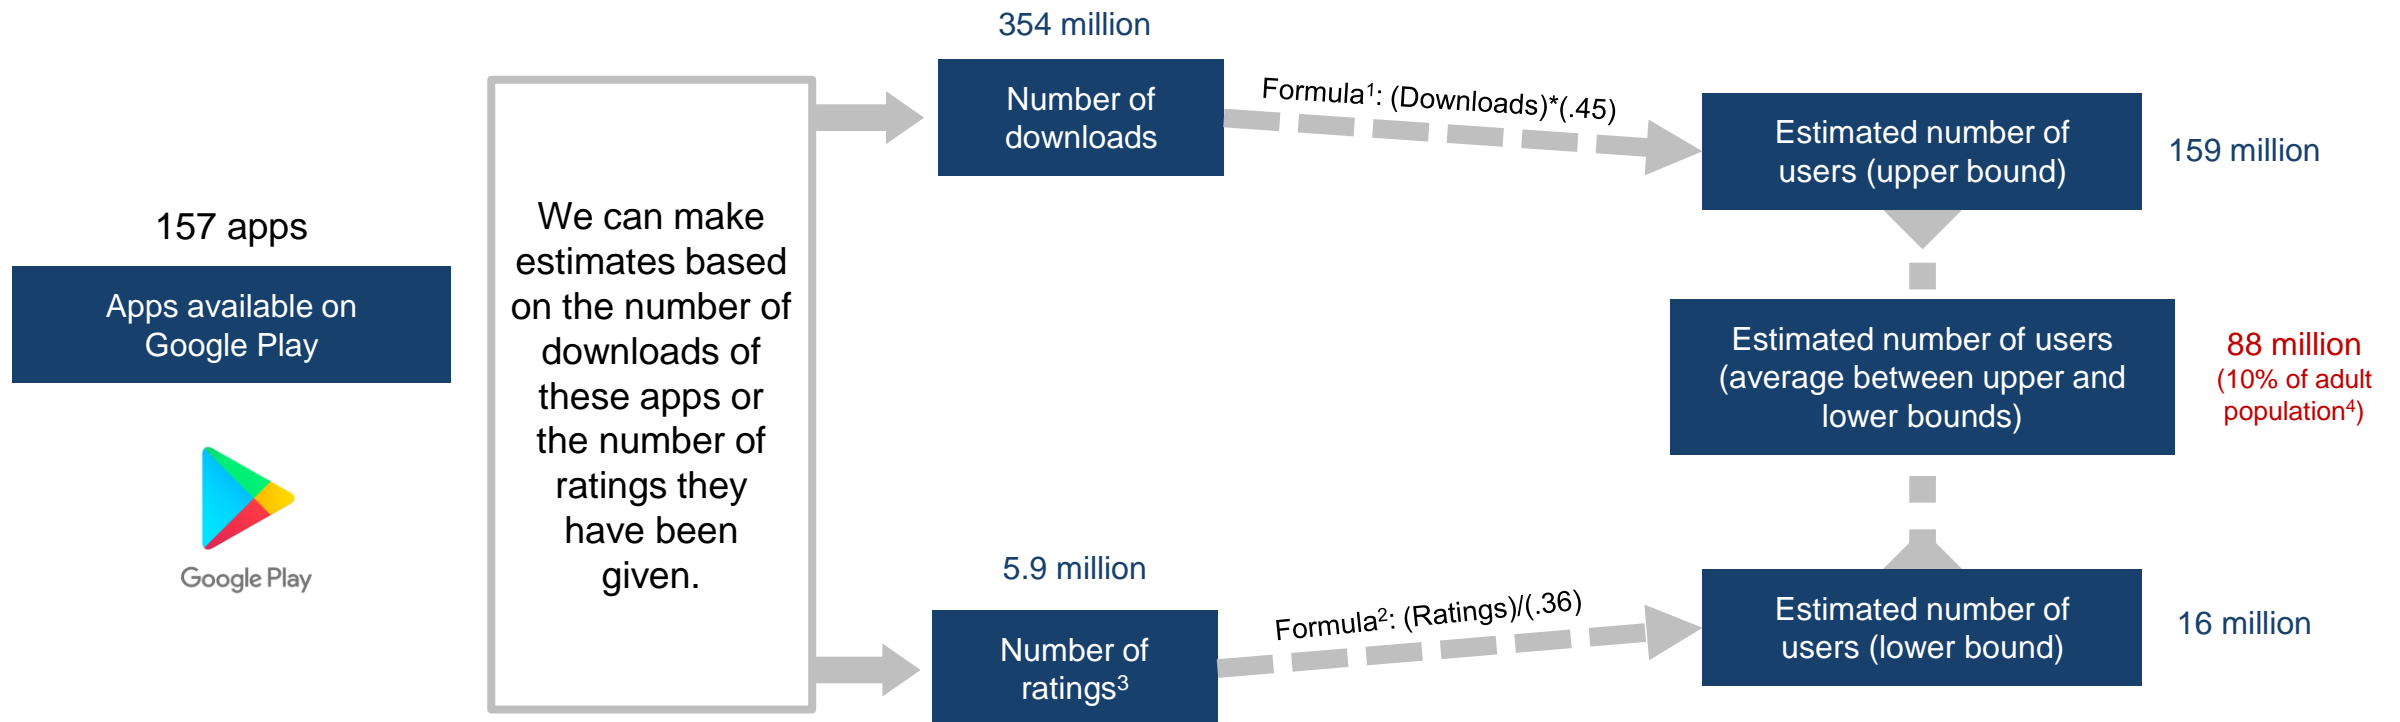 157 apps
Apps available on
Google Play
Google Play
We can make
estimates based
on the number of
downloads of
these apps or
the number of
ratings they
have been
given.
354 million
Number of
downloads
Formula¹: (Downloads)*(.45)
Estimated number of
users (upper bound)
159 million
Estimated number of users
(average between upper and
lower bounds)
88 million
(10% of adult
population⁴)
5.9 million
Number of
ratings³
Formula²: (Ratings)/(.36)
Estimated number of
users (lower bound)
16 million